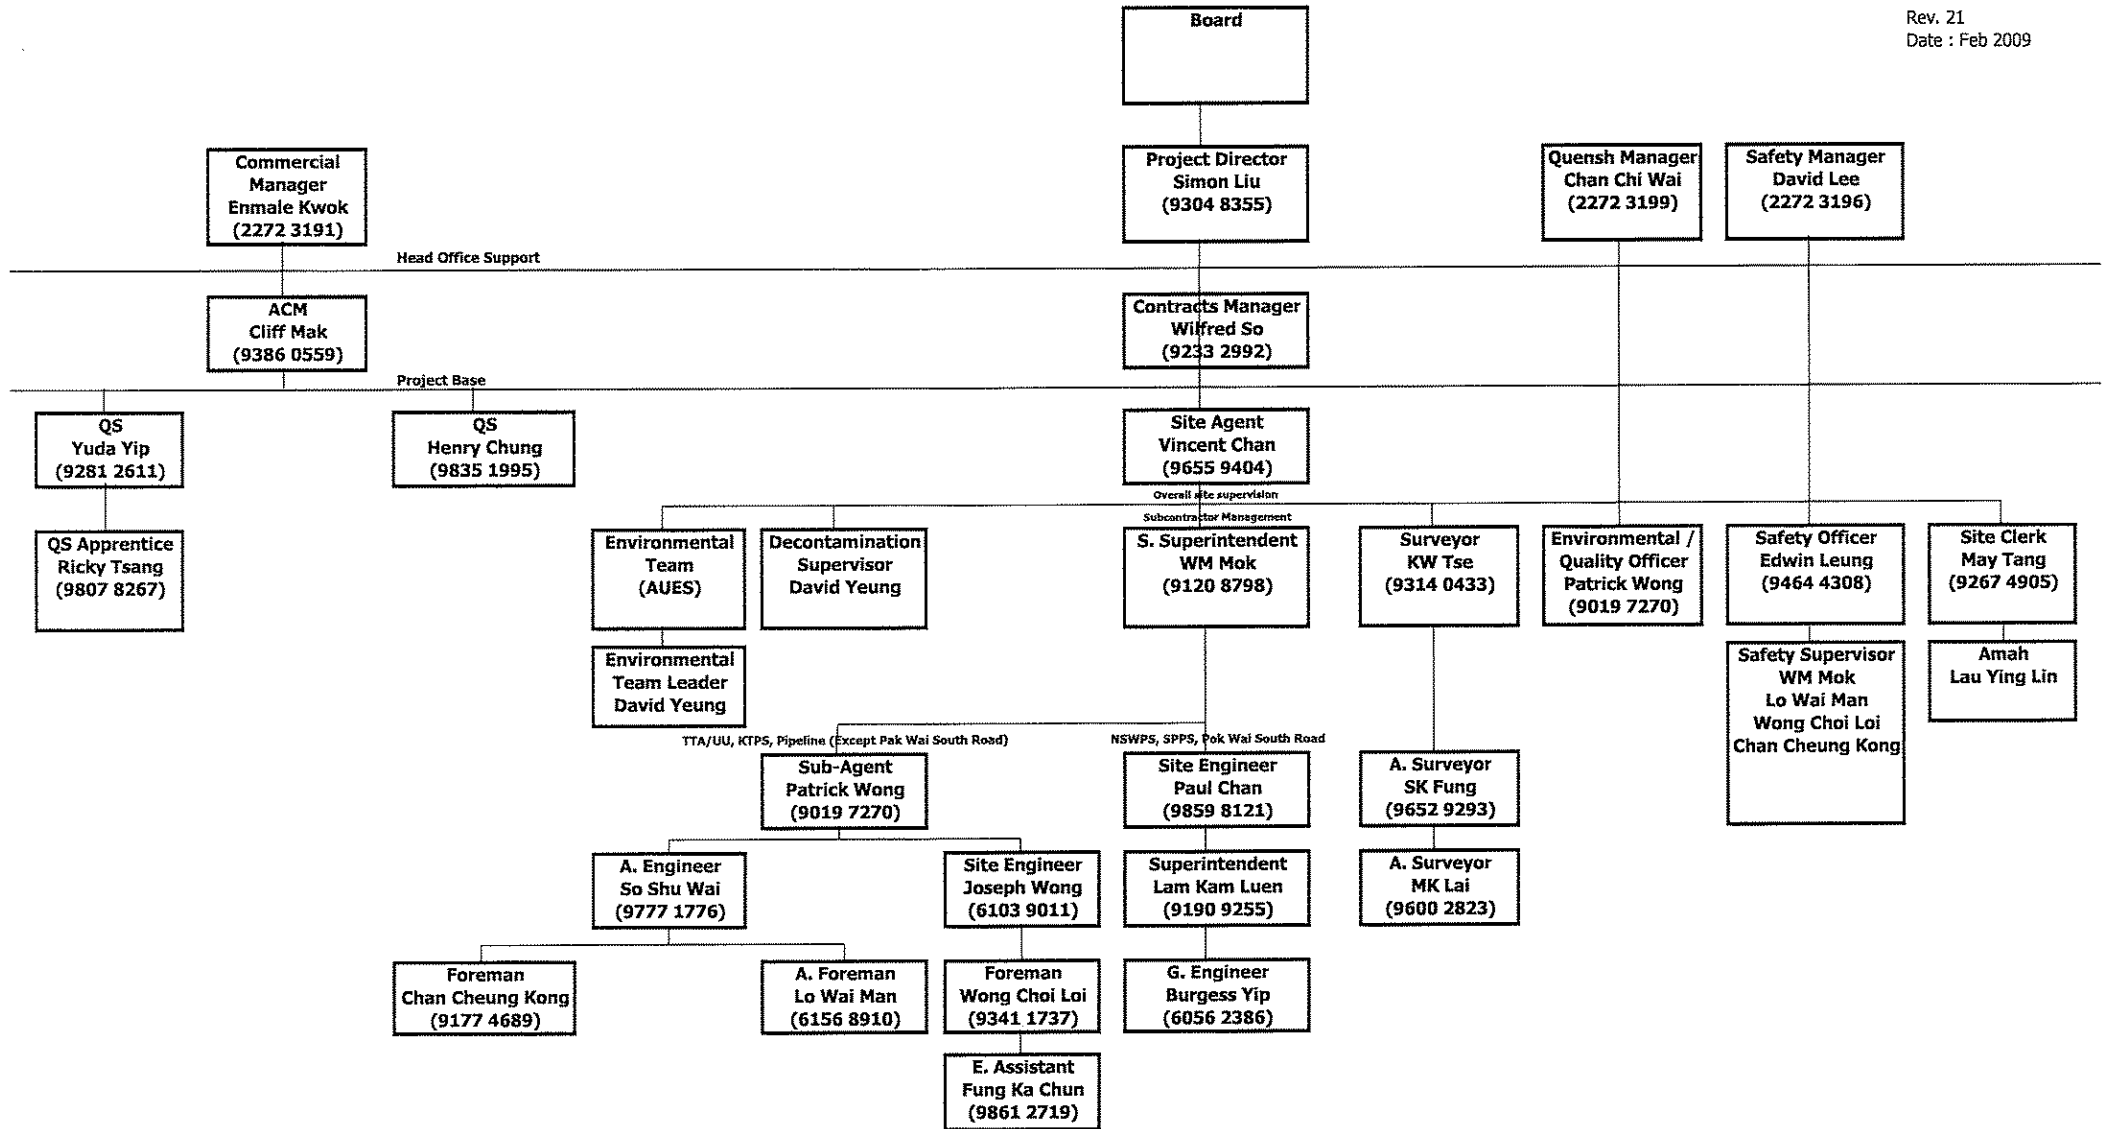 Rev. 21
Date : Feb 2009
Board
Commercial
Manager
Enmale Kwok
(2272 3191)
Project Director
Simon Liu
(9304 8355)
Quensh Manager
Chan Chi Wai
(2272 3199)
Safety Manager
David Lee
(2272 3196)
Head Office Support
ACM
Cliff Mak
(9386 0559)
Contracts Manager
Wilfred So
(9233 2992)
Project Base
QS
Yuda Yip
(9281 2611)
QS
Henry Chung
(9835 1995)
Site Agent
Vincent Chan
(9655 9404)
Overall site supervision
Subcontractor Management
QS Apprentice
Ricky Tsang
(9807 8267)
Environmental
Team
(AUES)
Decontamination
Supervisor
David Yeung
S. Superintendent
WM Mok
(9120 8798)
Surveyor
KW Tse
(9314 0433)
Environmental /
Quality Officer
Patrick Wong
(9019 7270)
Safety Officer
Edwin Leung
(9464 4308)
Site Clerk
May Tang
(9267 4905)
Environmental
Team Leader
David Yeung
Safety Supervisor
WM Mok
Lo Wai Man
Wong Choi Loi
Chan Cheung Kong
Amah
Lau Ying Lin
TTA/UU, KTPS, Pipeline (Except Pak Wai South Road)
NSWPS, SPPS, Pok Wai South Road
Sub-Agent
Patrick Wong
(9019 7270)
Site Engineer
Paul Chan
(9859 8121)
A. Surveyor
SK Fung
(9652 9293)
A. Engineer
So Shu Wai
(9777 1776)
Site Engineer
Joseph Wong
(6103 9011)
Superintendent
Lam Kam Luen
(9190 9255)
A. Surveyor
MK Lai
(9600 2823)
Foreman
Chan Cheung Kong
(9177 4689)
A. Foreman
Lo Wai Man
(6156 8910)
Foreman
Wong Choi Loi
(9341 1737)
G. Engineer
Burgess Yip
(6056 2386)
E. Assistant
Fung Ka Chun
(9861 2719)